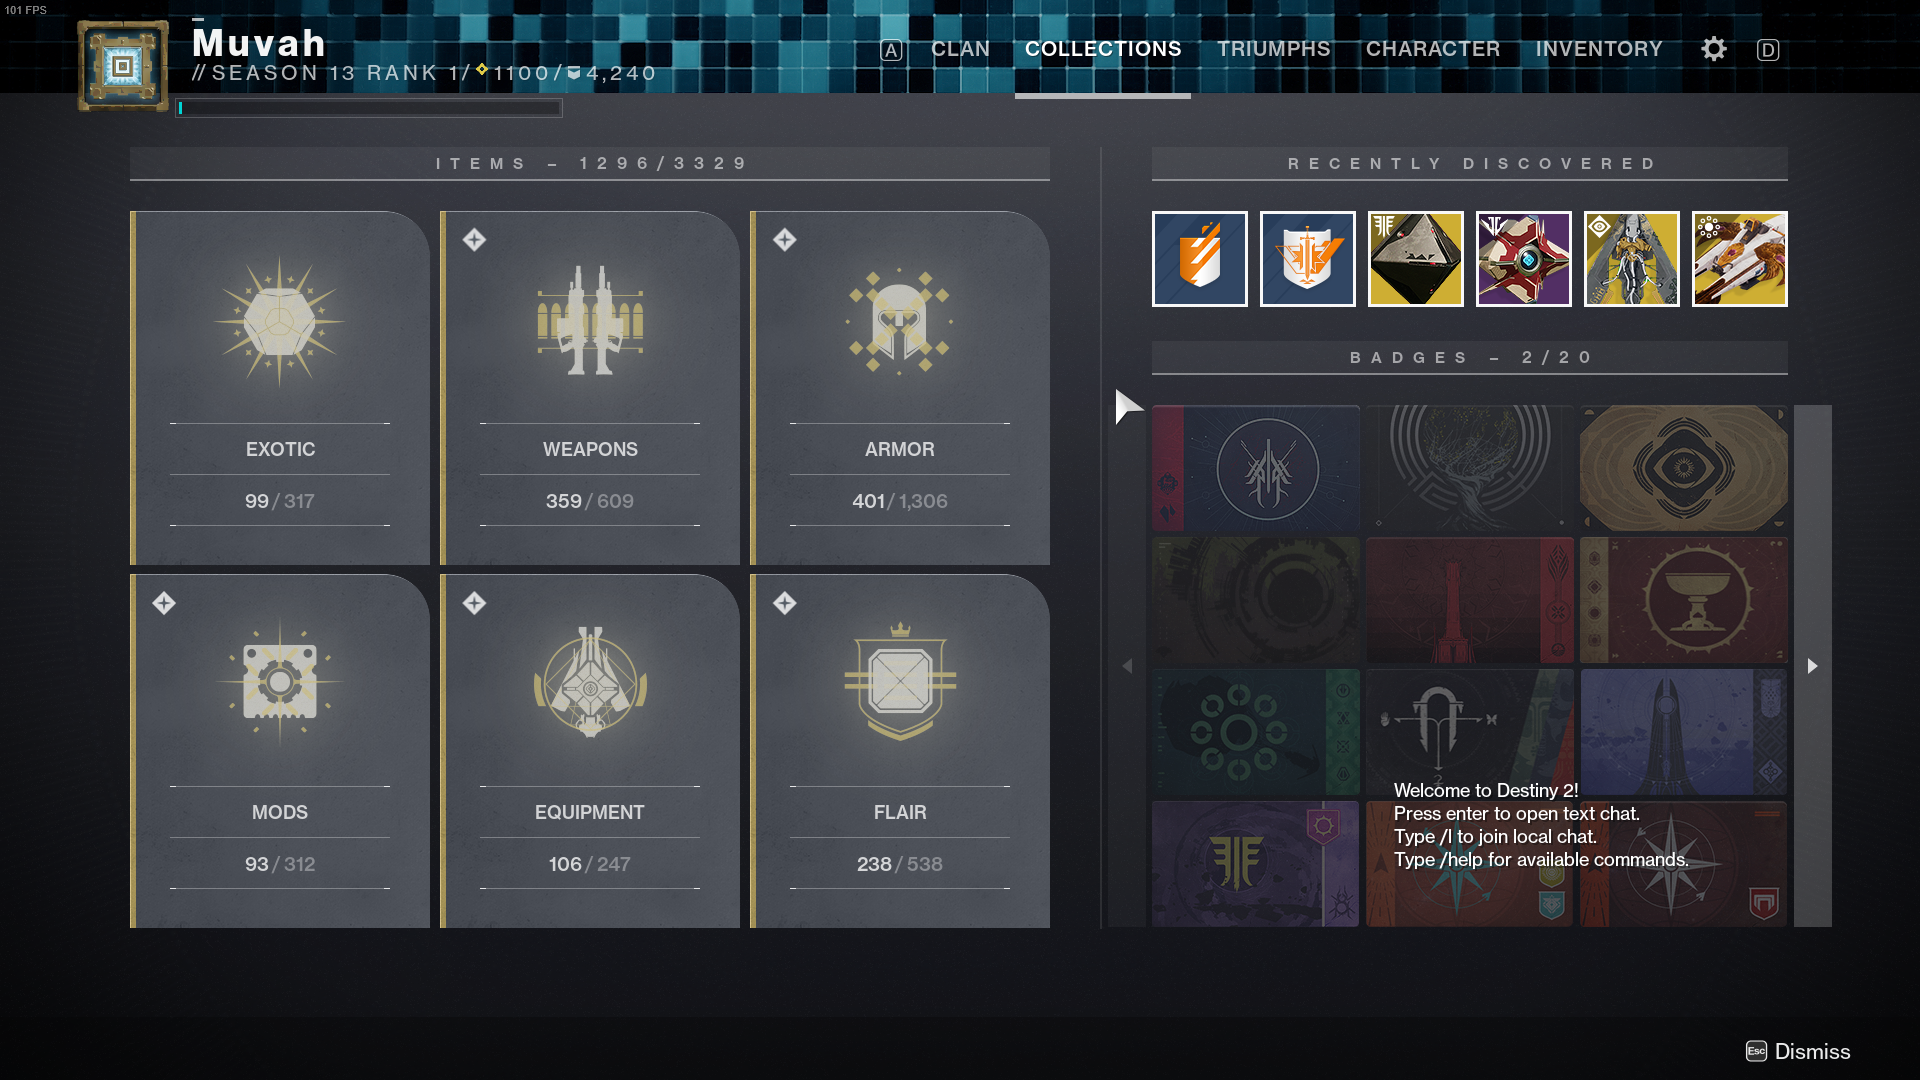 101 FPS
Muvah
// SEASON 13 RANK 1/1100/4,240
A CLAN COLLECTIONS TRIUMPHS CHARACTER INVENTORY D
ITEMS – 1296/3329
EXOTIC
99 / 317
WEAPONS
359 / 609
ARMOR
401 / 1,306
MODS
93 / 312
EQUIPMENT
106 / 247
FLAIR
238 / 538
RECENTLY DISCOVERED
BADGES – 2/20
Welcome to Destiny 2!
Press enter to open text chat.
Type /l to join local chat.
Type /help for available commands.
Esc Dismiss